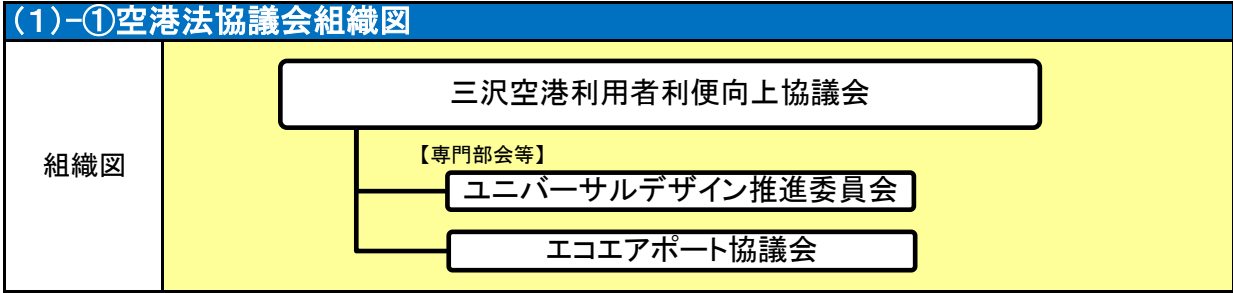 （１）-①空港法協議会組織図
組織図
三沢空港利用者利便向上協議会
【専門部会等】
ユニバーサルデザイン推進委員会
エコエアポート協議会